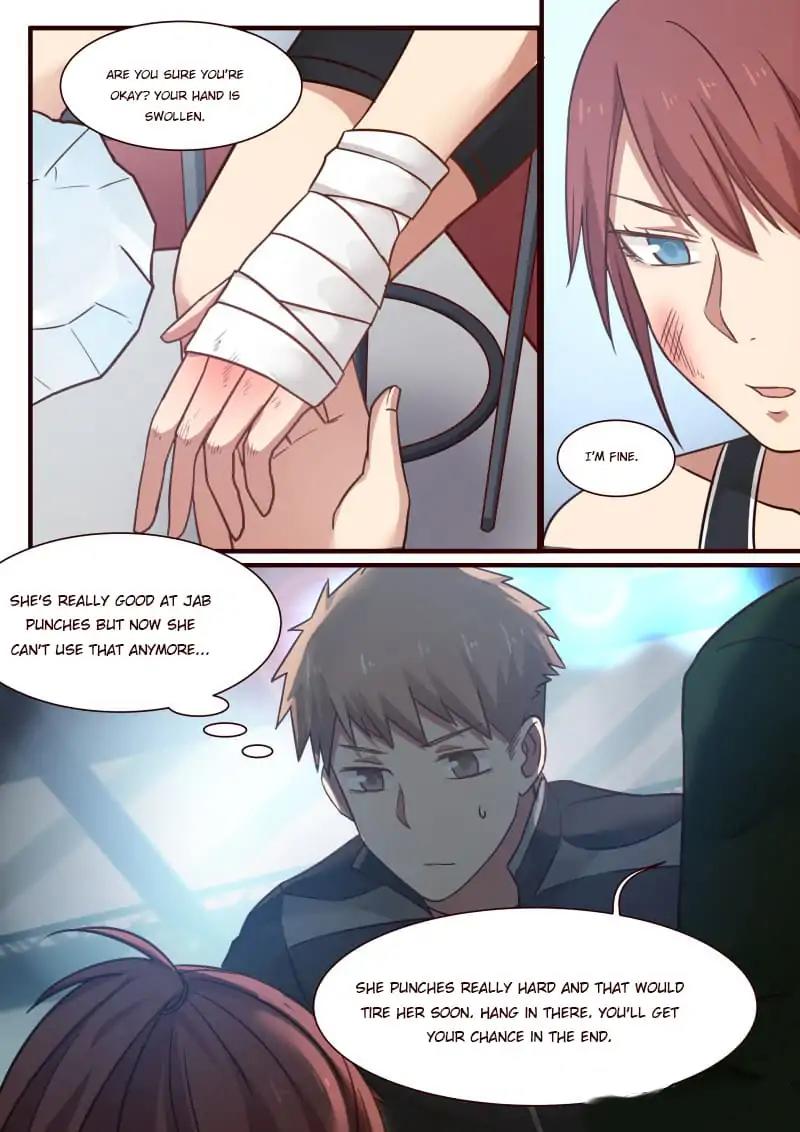 ARE YOU SURE YOU'RE
OKAY? YOUR HAND IS
SWOLLEN.
I'M FINE.
SHE'S REALLY GOOD AT JAB
PUNCHES BUT NOW SHE
CAN'T USE THAT ANYMORE...
SHE PUNCHES REALLY HARD AND THAT WOULD
TIRE HER SOON. HANG IN THERE. YOU'LL GET
YOUR CHANCE IN THE END.